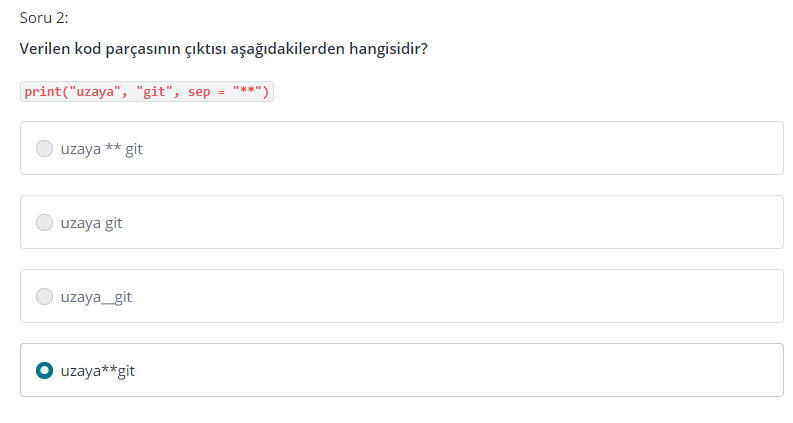 Soru 2:
Verilen kod parçasının çıktısı aşağıdakilerden hangisidir?
print("uzaya", "git", sep = "**")
uzaya ** git
uzaya git
uzaya__git
uzaya**git